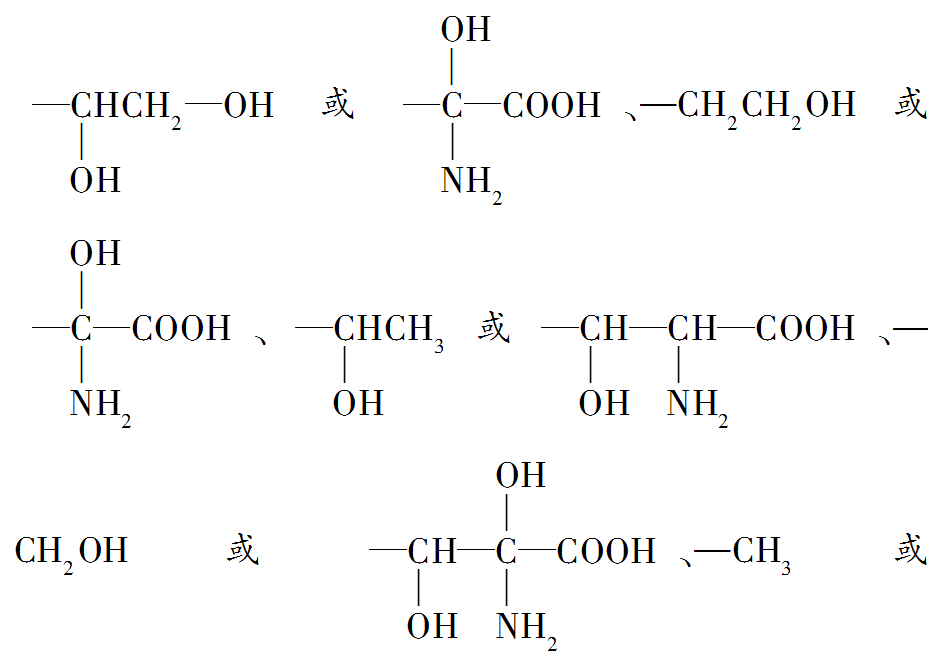 OH
—CHCH₂—OH 或 —C—COOH、—CH₂CH₂OH 或
OH NH₂
OH
—C—COOH、—CHCH₃ 或 —CH—CH—COOH、—
NH₂ OH OH NH₂
OH
CH₂OH 或 —CH—C—COOH、—CH₃ 或
OH NH₂